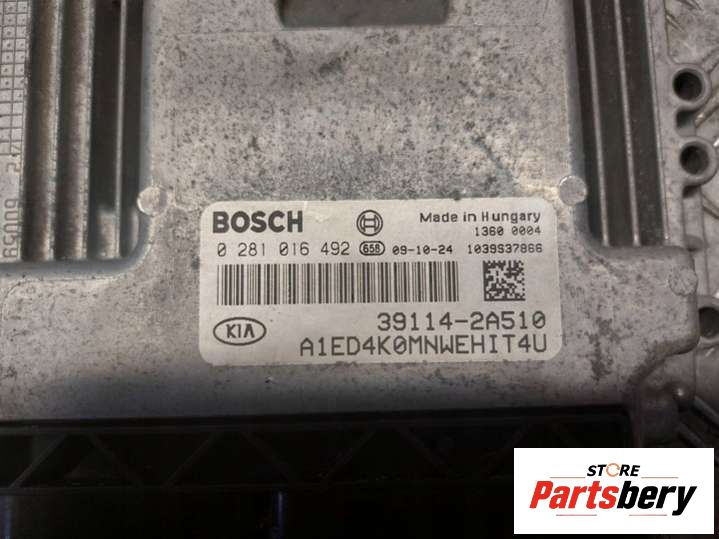 BOSCH Made in Hungary
1360 0004
0 281 016 492 658 09-10-24 1039S37866
39114-2A510
KIA A1ED4K0MNWEHIT4U
STORE
Partsbery